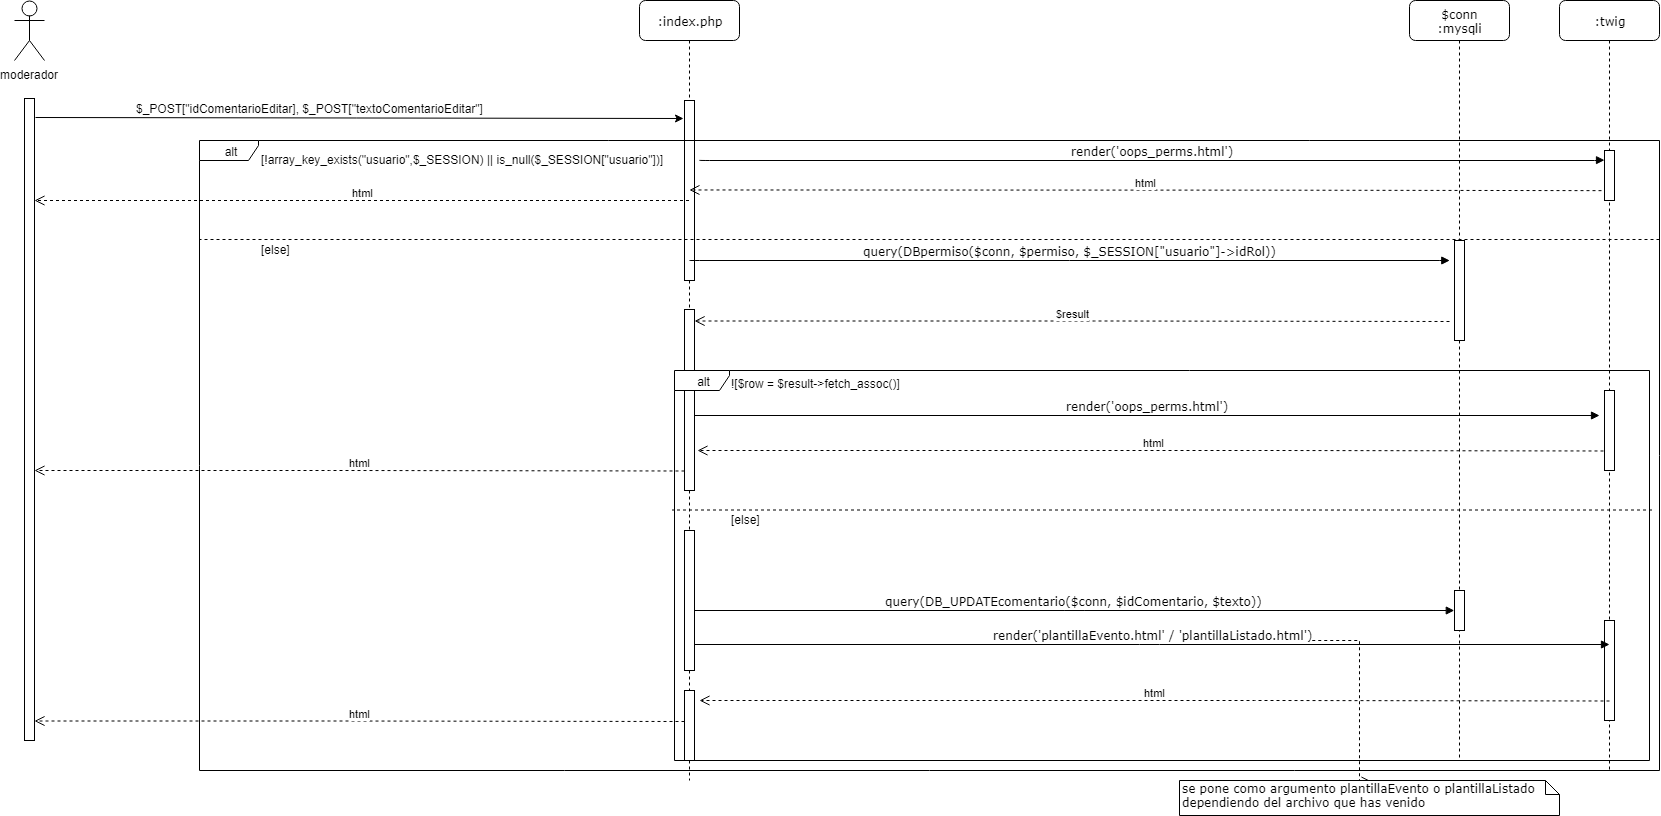 :index.php
$conn
:mysqli
:twig
moderador
$_POST["idComentarioEditar], $_POST["textoComentarioEditar"]
alt
[!array_key_exists("usuario",$_SESSION) || is_null($_SESSION["usuario"])]
render('oops_perms.html')
html
html
[else]
query(DBpermiso($conn, $permiso, $_SESSION["usuario"]->idRol))
$result
alt
![$row = $result->fetch_assoc()]
render('oops_perms.html')
html
html
[else]
query(DB_UPDATEcomentario($conn, $idComentario, $texto))
render('plantillaEvento.html' / 'plantillaListado.html')
html
html
se pone como argumento plantillaEvento o plantillaListado
dependiendo del archivo que has venido